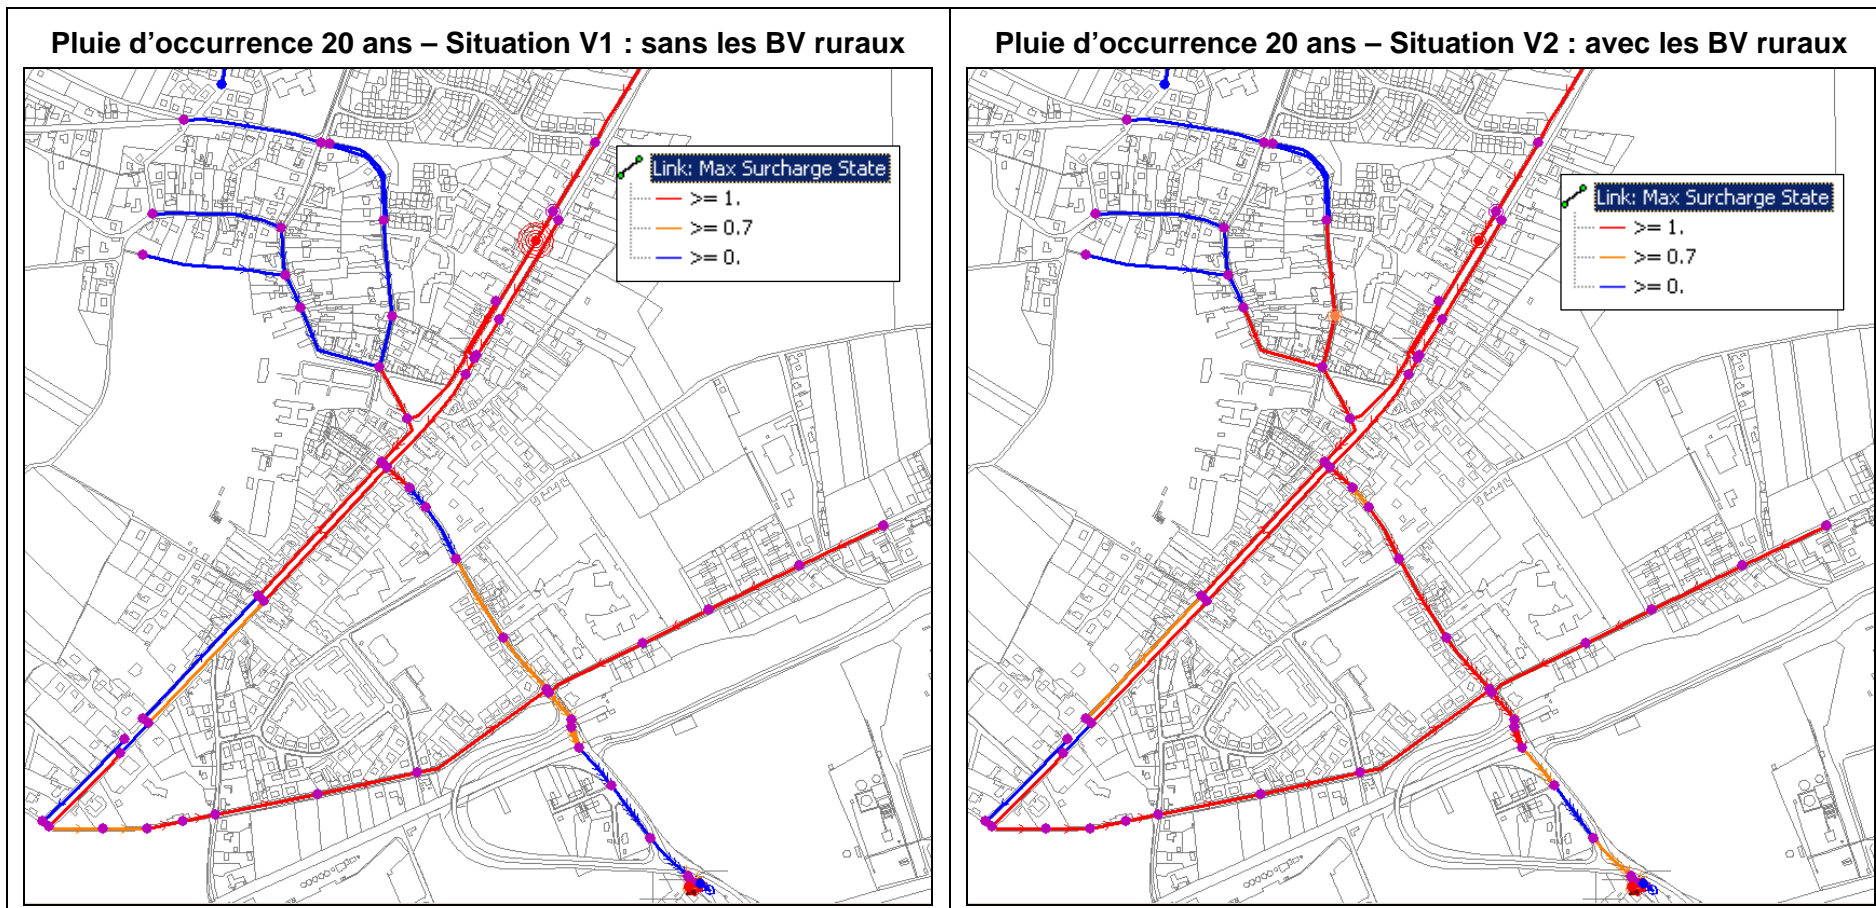 Pluie d'occurrence 20 ans – Situation V1 : sans les BV ruraux
Link: Max Surcharge State
>= 1.
>= 0.7
>= 0.
Pluie d'occurrence 20 ans – Situation V2 : avec les BV ruraux
Link: Max Surcharge State
>= 1.
>= 0.7
>= 0.